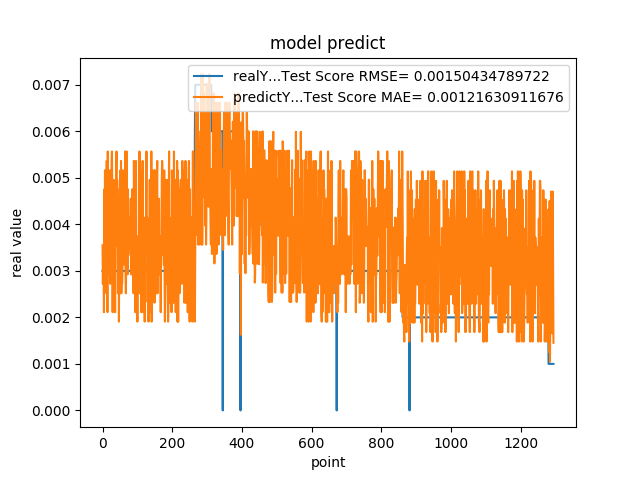 model predict
realY...Test Score RMSE= 0.00150434789722
predictY...Test Score MAE= 0.00121630911676
0.007
0.006
0.005
0.004
0.003
0.002
0.001
0.000
real value
0 200 400 600 800 1000 1200
point